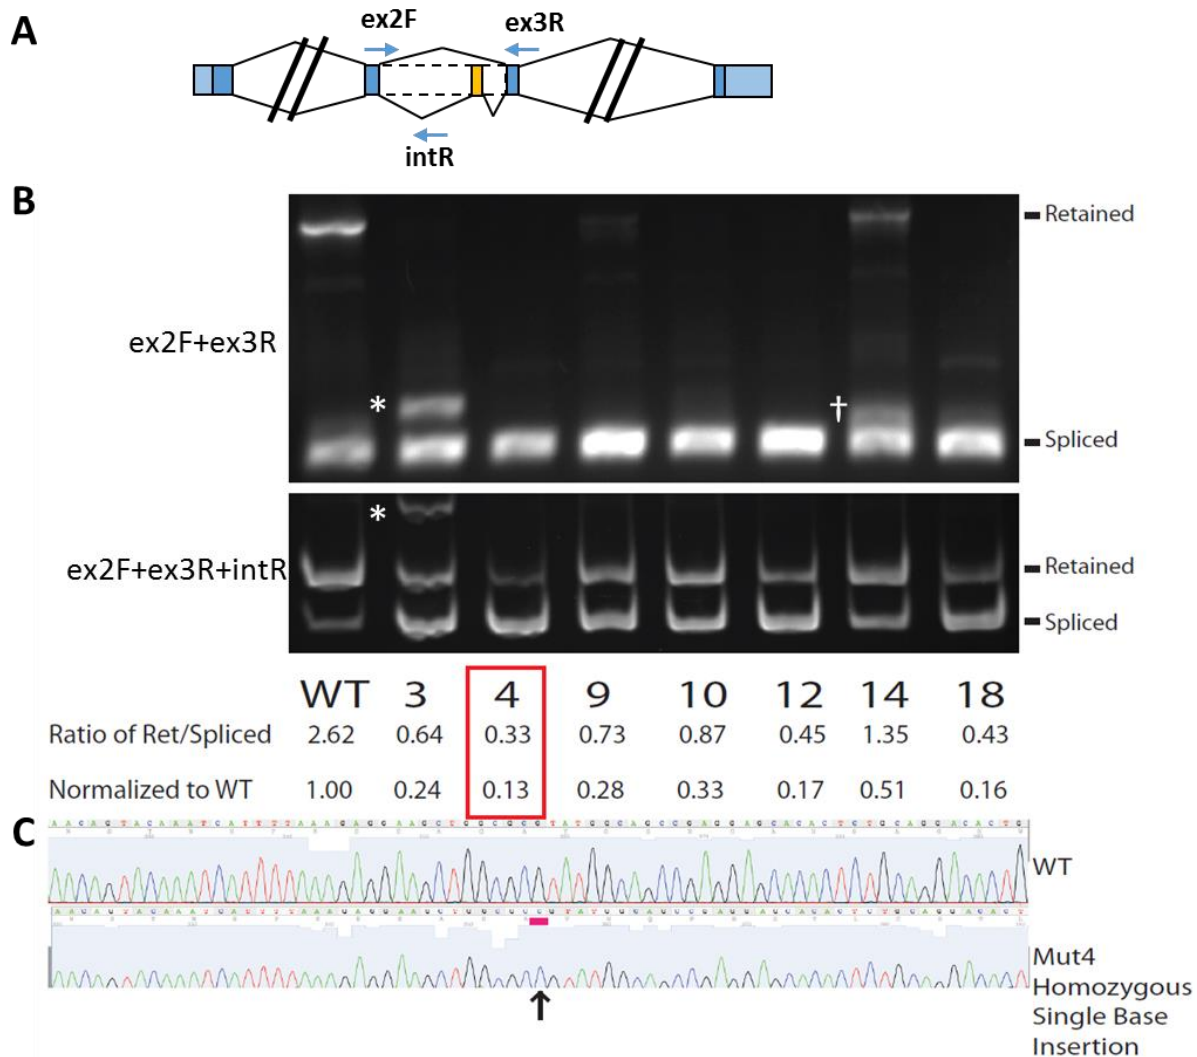 A
ex2F ex3R
intR
B
Retained
ex2F+ex3R
*
†
Spliced
*
ex2F+ex3R+intR
Retained
Spliced
WT 3 4 9 10 12 14 18
Ratio of Ret/Spliced 2.62 0.64 0.33 0.73 0.87 0.45 1.35 0.43
Normalized to WT 1.00 0.24 0.13 0.28 0.33 0.17 0.51 0.16
C
WT
Mut4
Homozygous
Single Base
Insertion